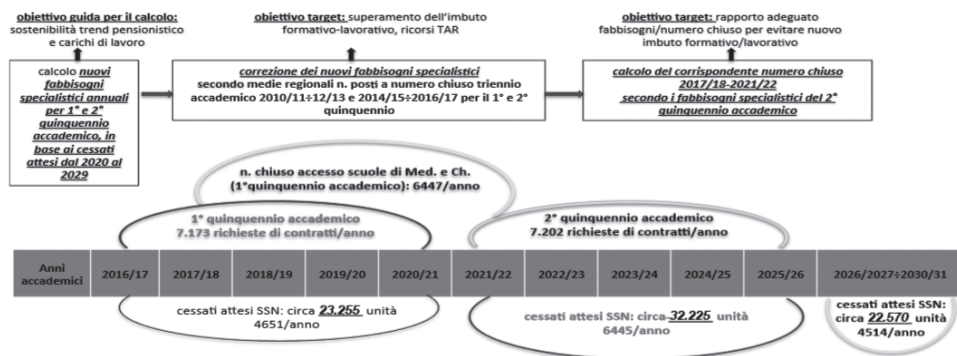 obiettivo guida per il calcolo:
sostenibilità trend pensionistico
e carichi di lavoro
obiettivo target: superamento dell'imbuto
formativo-lavorativo, ricorsi TAR
obiettivo target: rapporto adeguato
fabbisogni/numero chiuso per evitare nuovo
imbuto formativo/lavorativo
calcolo nuovi
fabbisogni
specialistici annuali
per 1° e 2°
quinquennio
accademico, in
base ai cessati
attesi dal 2020 al
2029
correzione dei nuovi fabbisogni specialistici
secondo medie regionali n. posti a numero chiuso triennio
accademico 2010/11÷12/13 e 2014/15÷2016/17 per il 1° e 2°
quinquennio
calcolo del corrispondente numero chiuso
2017/18-2021/22
secondo i fabbisogni specialistici del 2°
quinquennio accademico
n. chiuso accesso scuole di Med. e Ch.
(1°quinquennio accademico): 6447/anno
1° quinquennio accademico
7.173 richieste di contratti/anno
2° quinquennio accademico
7.202 richieste di contratti/anno
Anni
accademici
2016/17
2017/18
2018/19
2019/20
2020/21
2021/22
2022/23
2023/24
2024/25
2025/26
2026/2027÷2030/31
cessati attesi SSN: circa 23.255 unità
4651/anno
cessati attesi SSN: circa 32.225 unità
6445/anno
cessati attesi SSN:
circa 22.570 unità
4514/anno